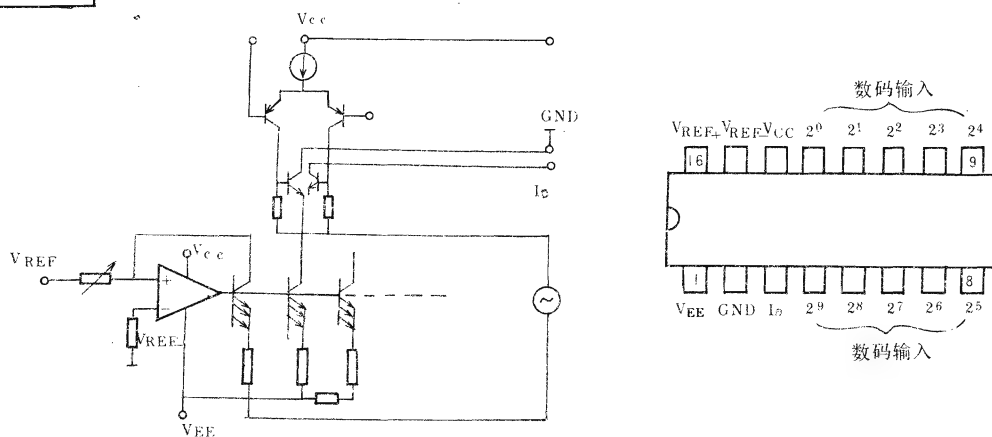 Vcc
GND
I₀
VREF
Vcc
+
−
VREF-
VEE
~
数码输入
VREF+ VREF- VCC 2⁰ 2¹ 2² 2³ 2⁴
16 9
1 8
VEE GND I₀ 2⁹ 2⁸ 2⁷ 2⁶ 2⁵
数码输入